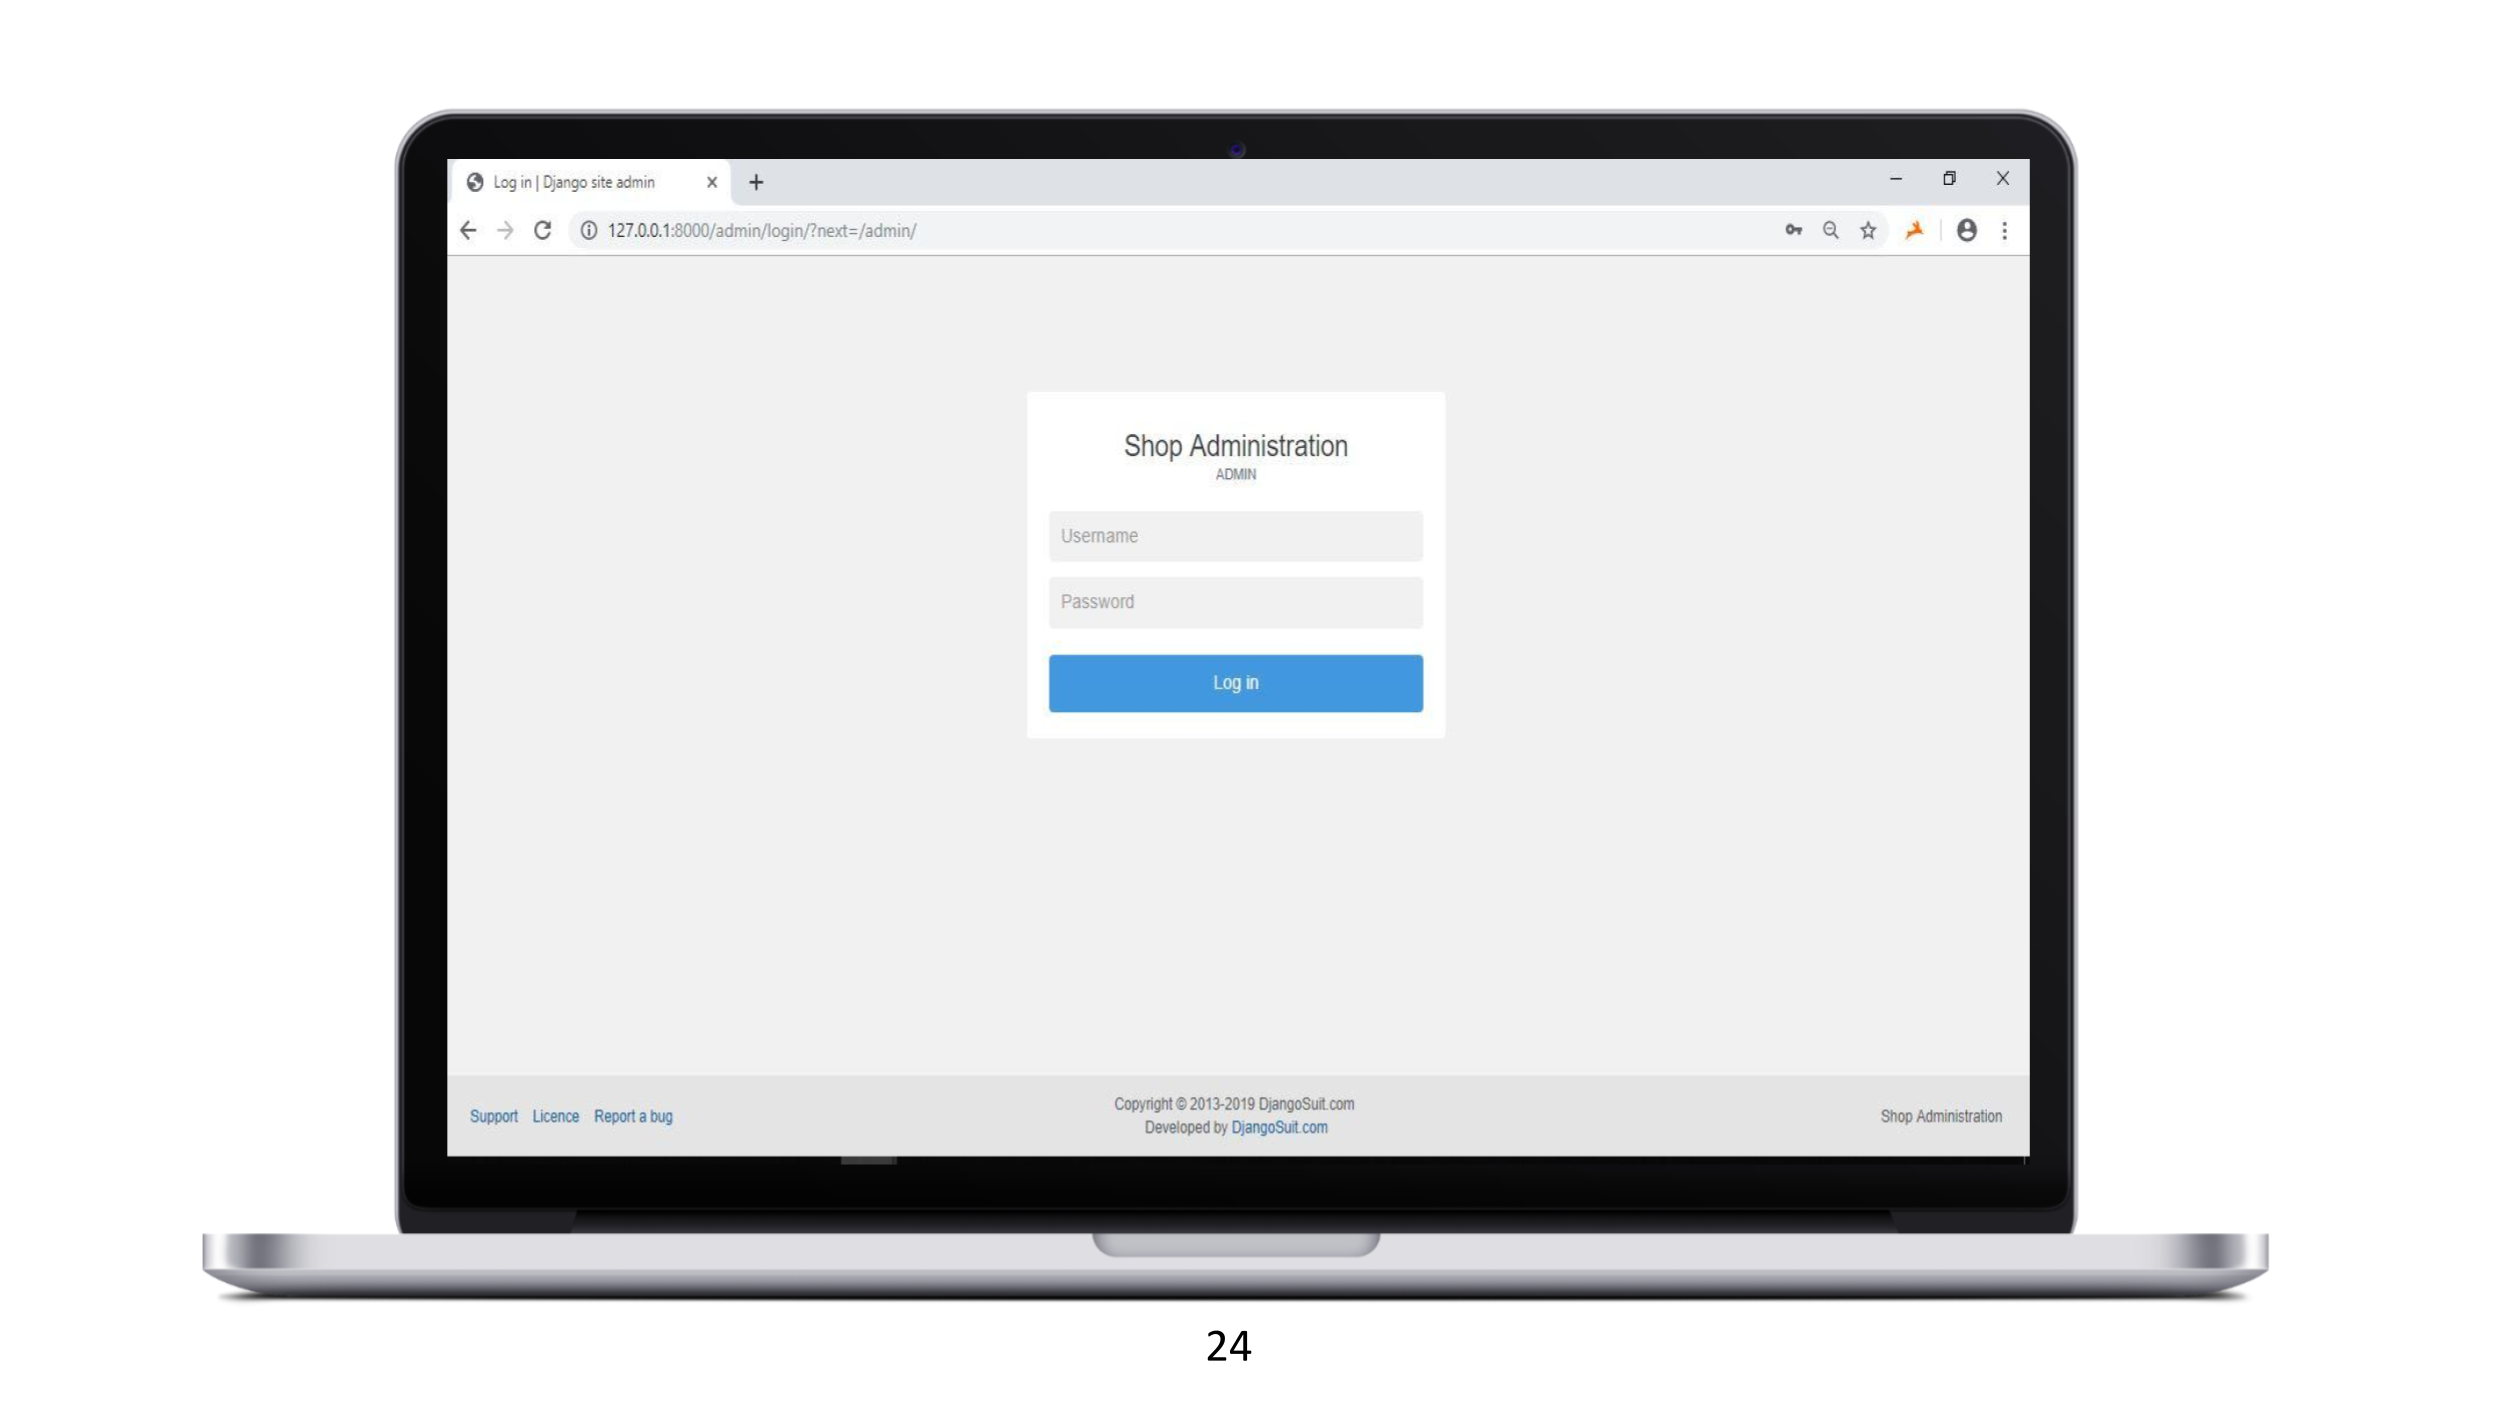 Log in | Django site admin
127.0.0.1:8000/admin/login/?next=/admin/
Shop Administration
ADMIN
Username
Password
Log in
Support Licence Report a bug
Copyright © 2013-2019 DjangoSuit.com
Developed by DjangoSuit.com
Shop Administration
24